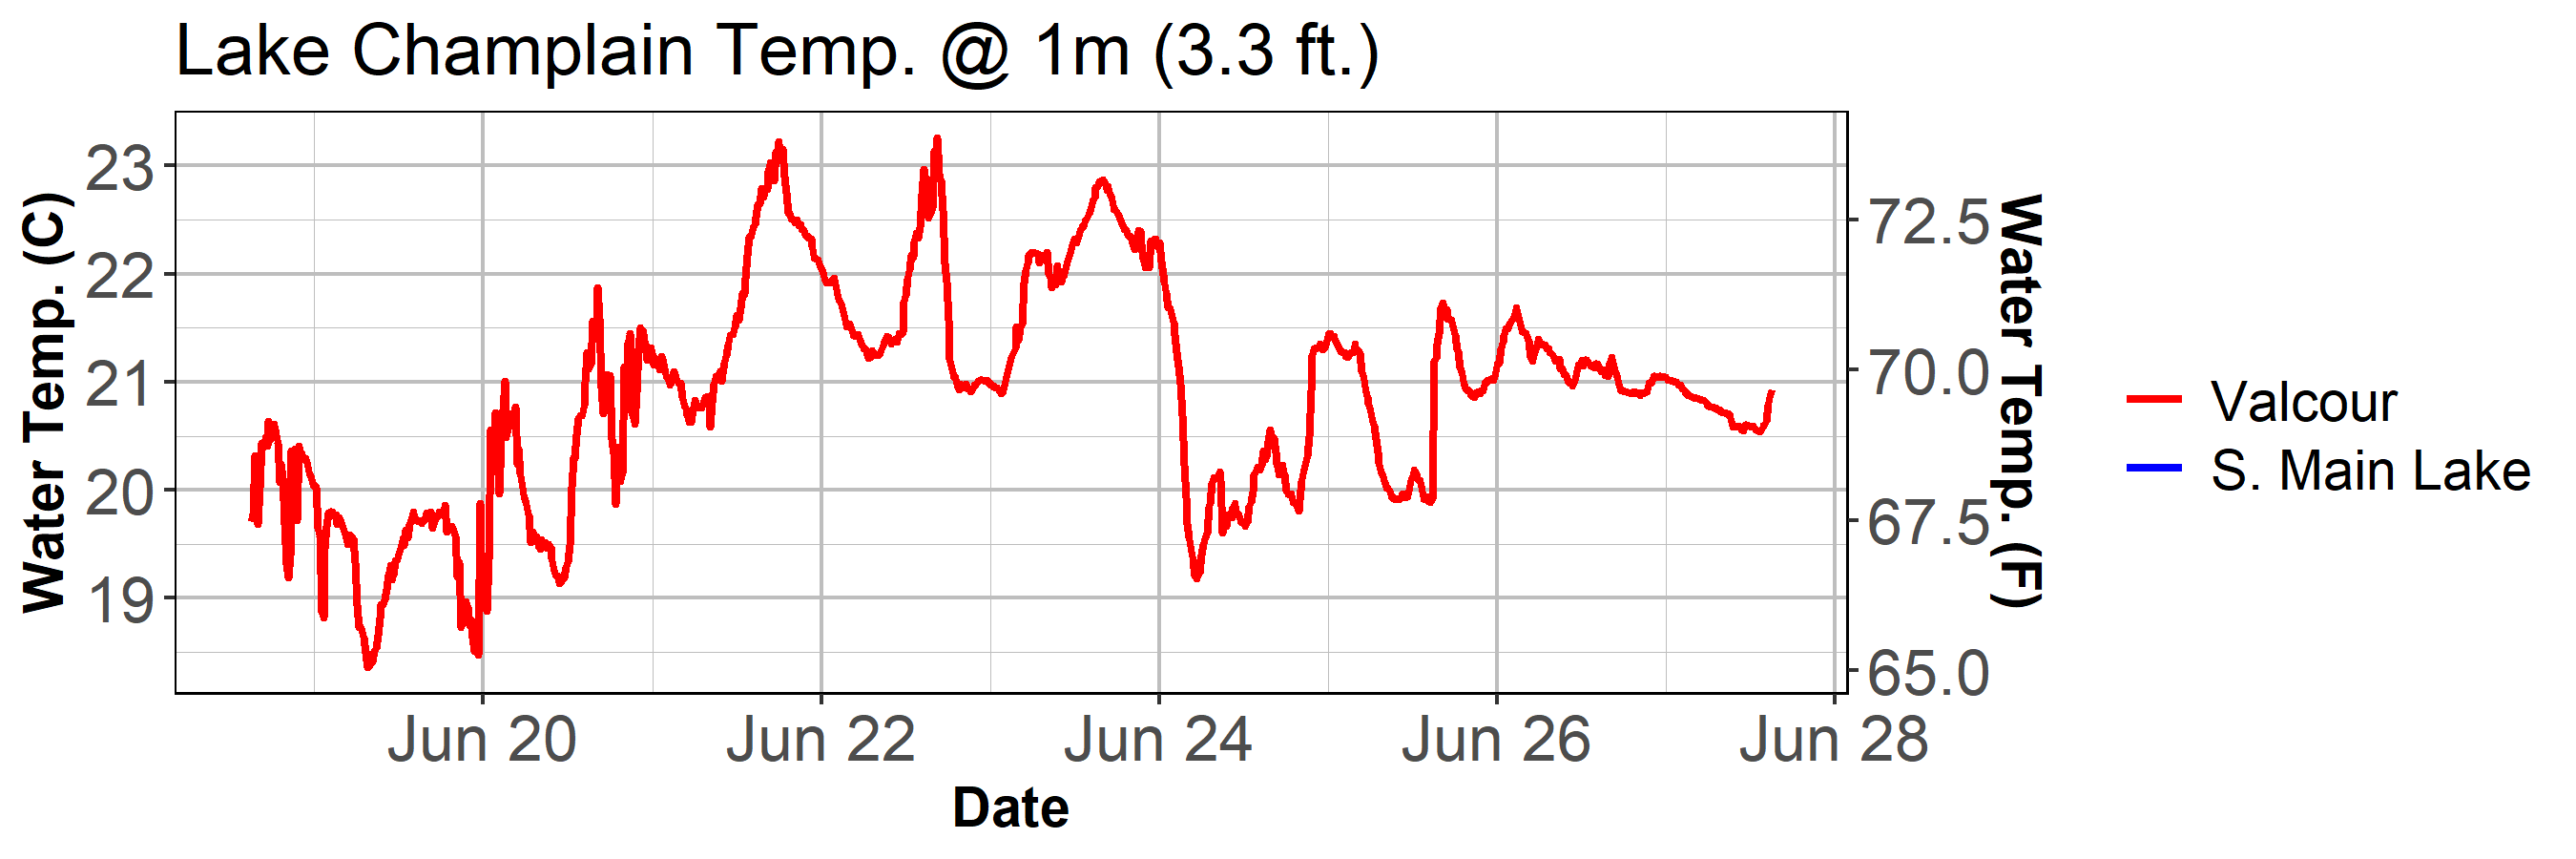 Lake Champlain Temp. @ 1m (3.3 ft.)
Water Temp. (C)
23
22
21
20
19
72.5
70.0
67.5
65.0
Water Temp. (F)
Jun 20
Jun 22
Jun 24
Jun 26
Jun 28
Date
Valcour
S. Main Lake